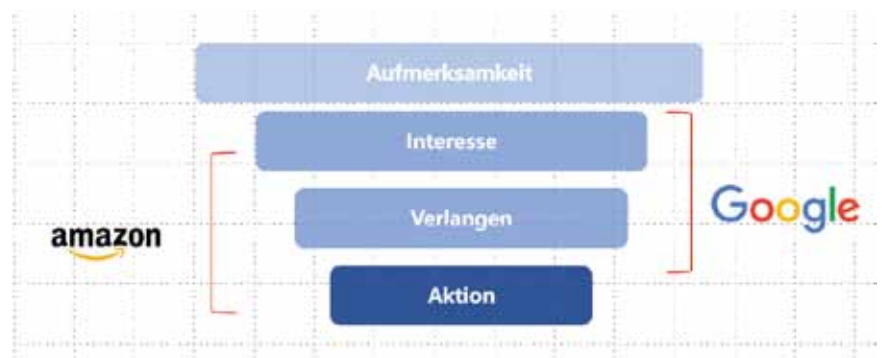 Aufmerksamkeit
Interesse
Verlangen
Aktion
amazon
Google